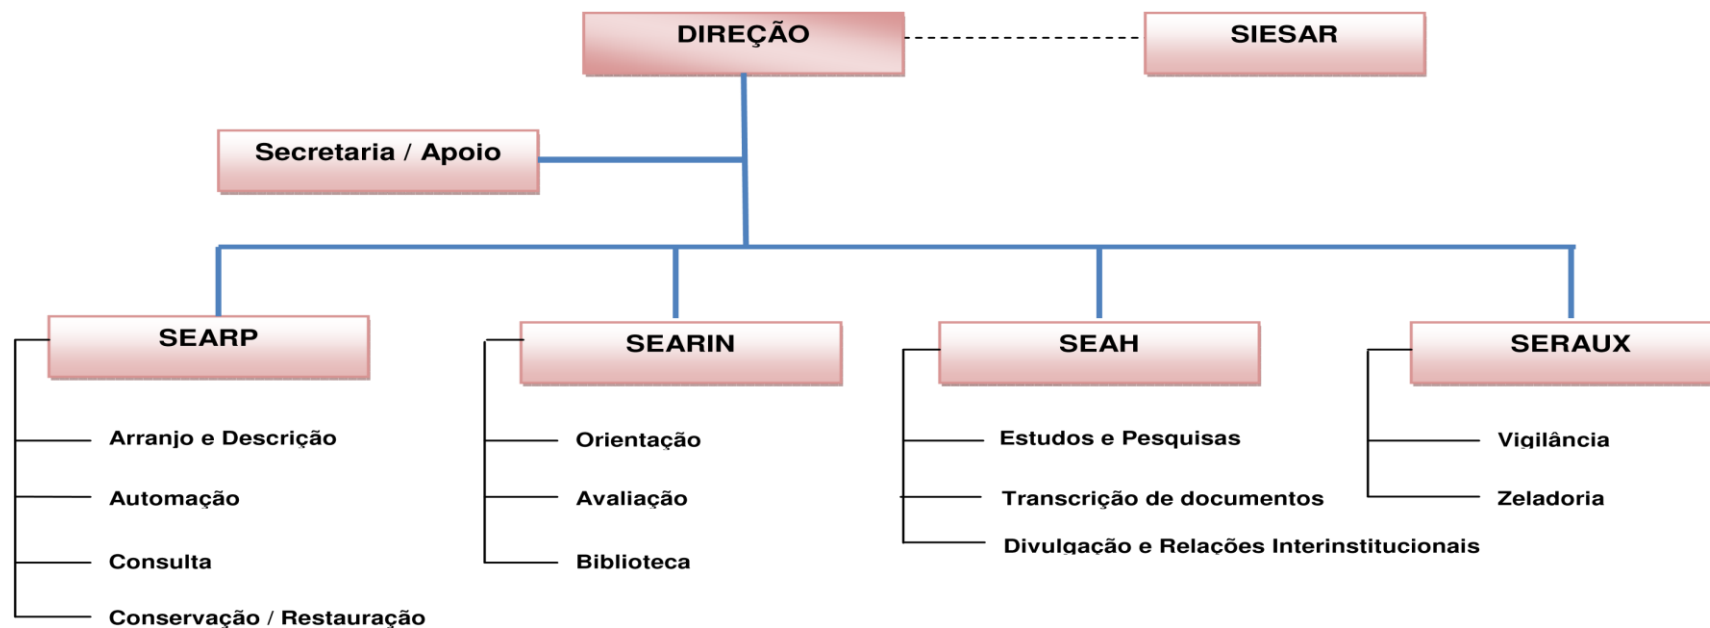 DIREÇÃO
SIESAR
Secretaria / Apoio
SEARP
SEARIN
SEAH
SERAUX
Arranjo e Descrição
Automação
Consulta
Conservação / Restauração
Orientação
Avaliação
Biblioteca
Estudos e Pesquisas
Transcrição de documentos
Divulgação e Relações Interinstitucionais
Vigilância
Zeladoria